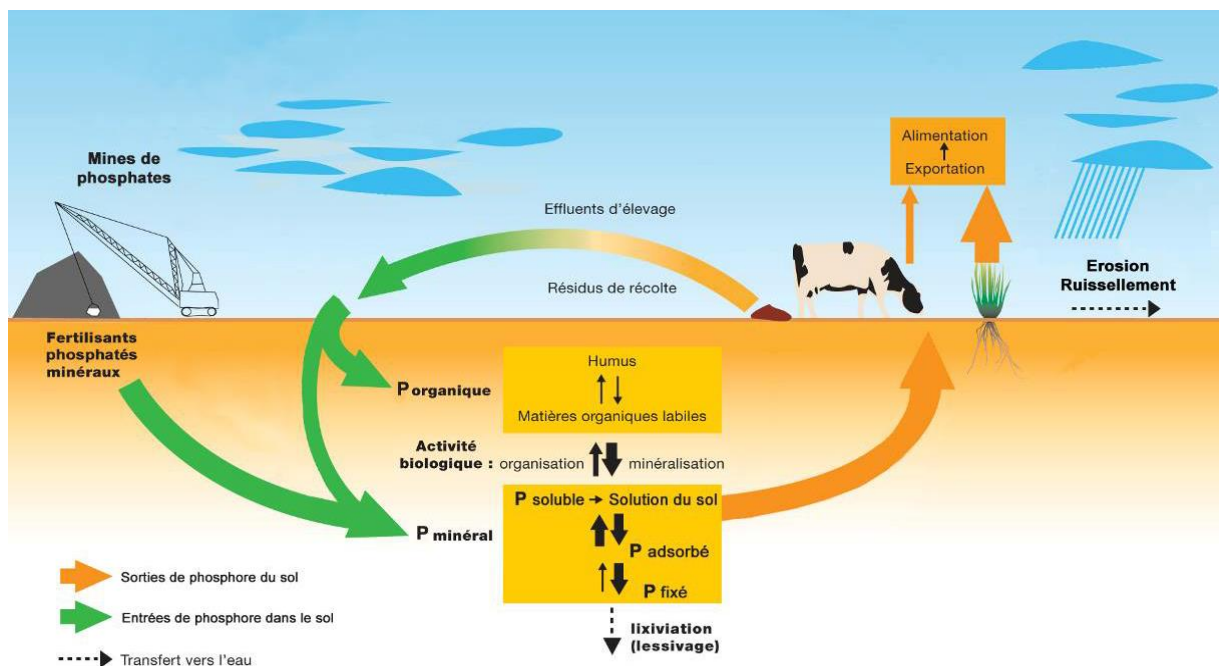 Mines de
phosphates
Alimentation
Exportation
Effluents d’élevage
Résidus de récolte
Erosion
Ruissellement
Fertilisants
phosphatés
minéraux
P organique
Humus
Matières organiques labiles
Activité
biologique : organisation minéralisation
P soluble → Solution du sol
P minéral
P adsorbé
P fixé
lixiviation
(lessivage)
Sorties de phosphore du sol
Entrées de phosphore dans le sol
Transfert vers l'eau